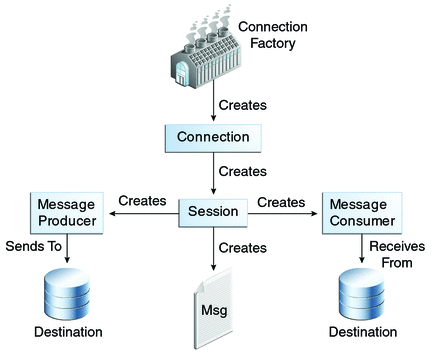 Connection
Factory
Creates
Connection
Creates
Message
Producer
Creates
Session
Creates
Message
Consumer
Sends To
Creates
Receives
From
Msg
Destination
Destination